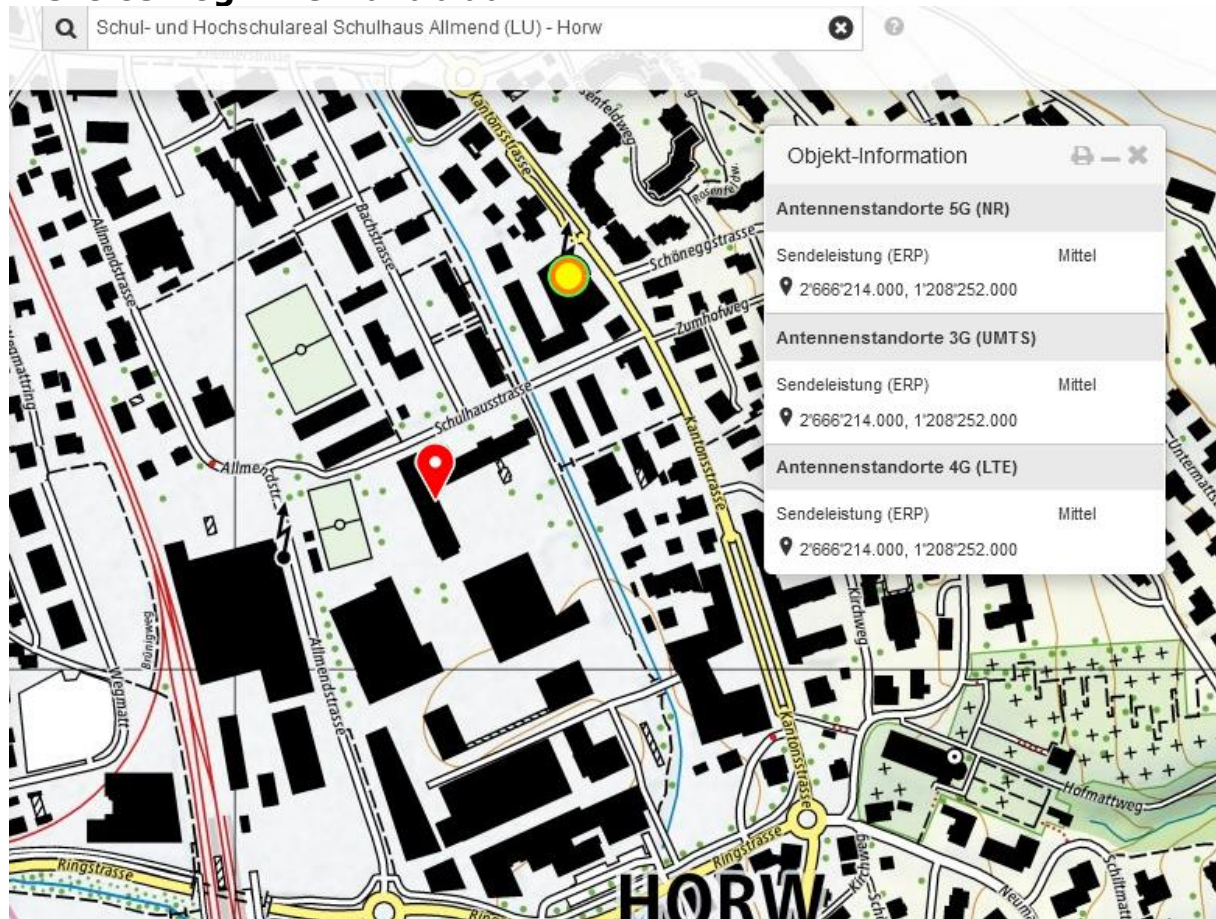 Schul- und Hochschulareal Schulhaus Allmend (LU) - Horw
Objekt-Information
Antennenstandorte 5G (NR)
Sendeleistung (ERP) Mittel
2'666'214.000, 1'208'252.000
Antennenstandorte 3G (UMTS)
Sendeleistung (ERP) Mittel
2'666'214.000, 1'208'252.000
Antennenstandorte 4G (LTE)
Sendeleistung (ERP) Mittel
2'666'214.000, 1'208'252.000
Kantonsstrasse
Allmendstrasse
Bachstrasse
Schöneggstrasse
Zumhofweg
Schulhausstrasse
Kantonsstrasse
Allmendstr.
Brünigweg
Wegmatt
Allmendstrasse
Kirchweg
Kantonsstrasse
Hofmattweg
Ringstrasse
Ringstrasse
HORW